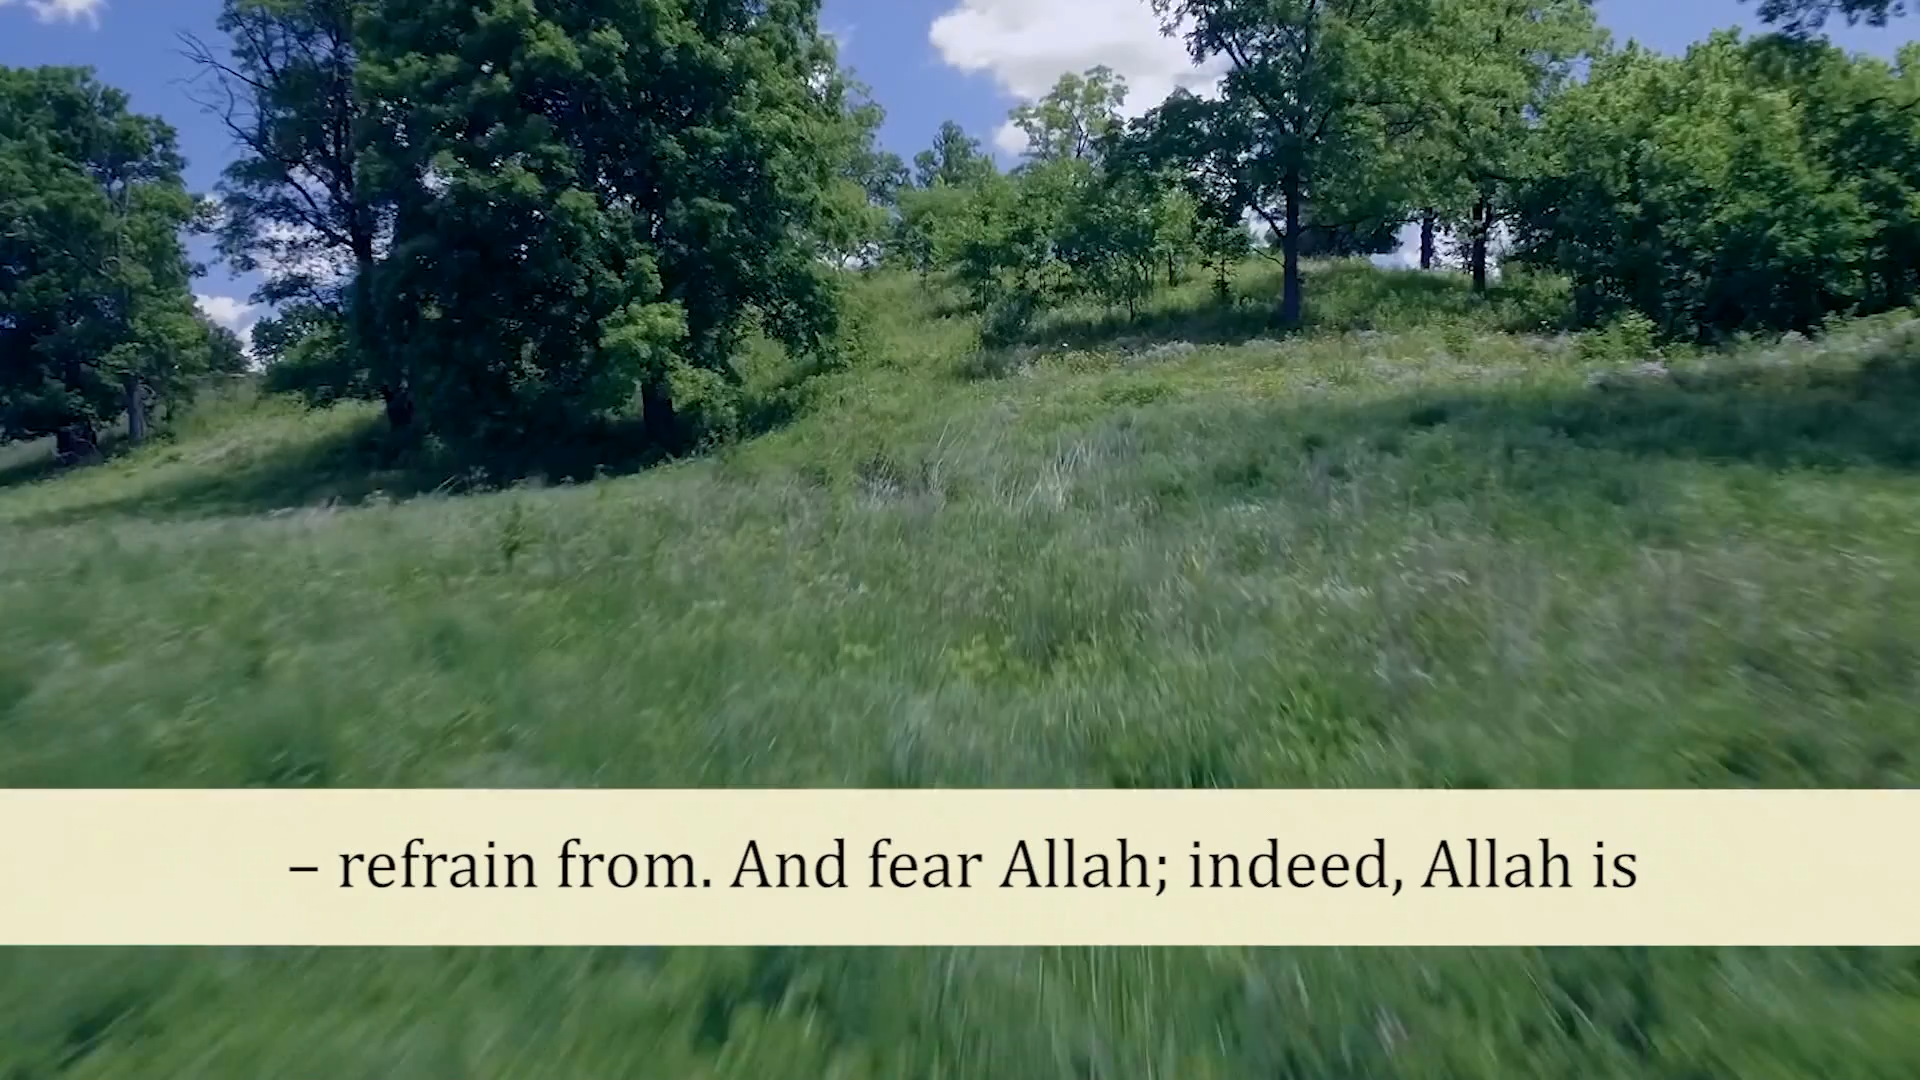 – refrain from. And fear Allah; indeed, Allah is